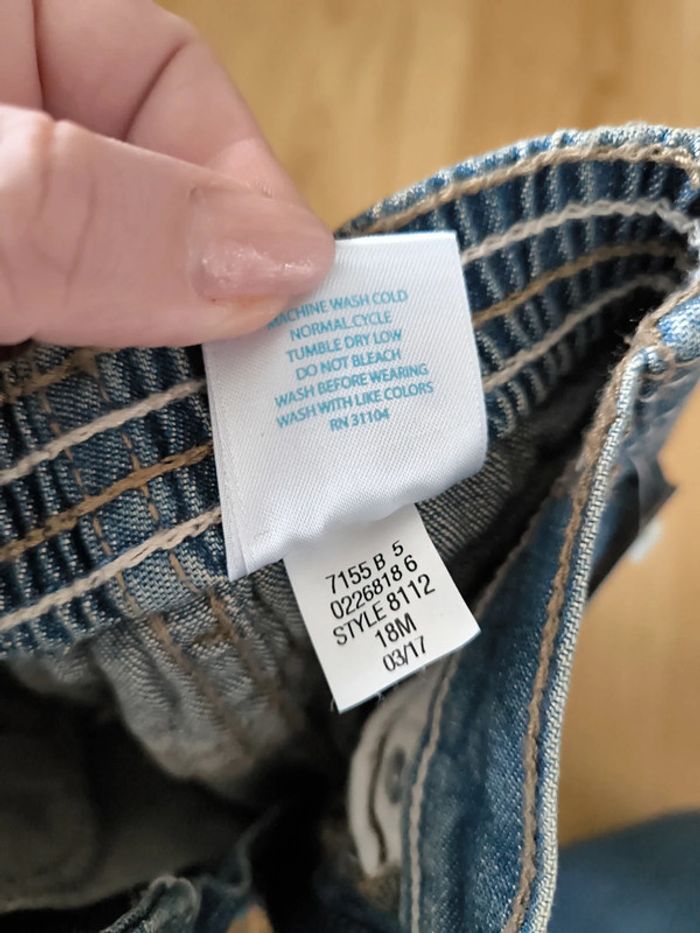 MACHINE WASH COLD
NORMAL CYCLE
TUMBLE DRY LOW
DO NOT BLEACH
WASH BEFORE WEARING
WASH WITH LIKE COLORS
RN 31104
7155 B 5
0226818 6
STYLE 8112
18M
03/17